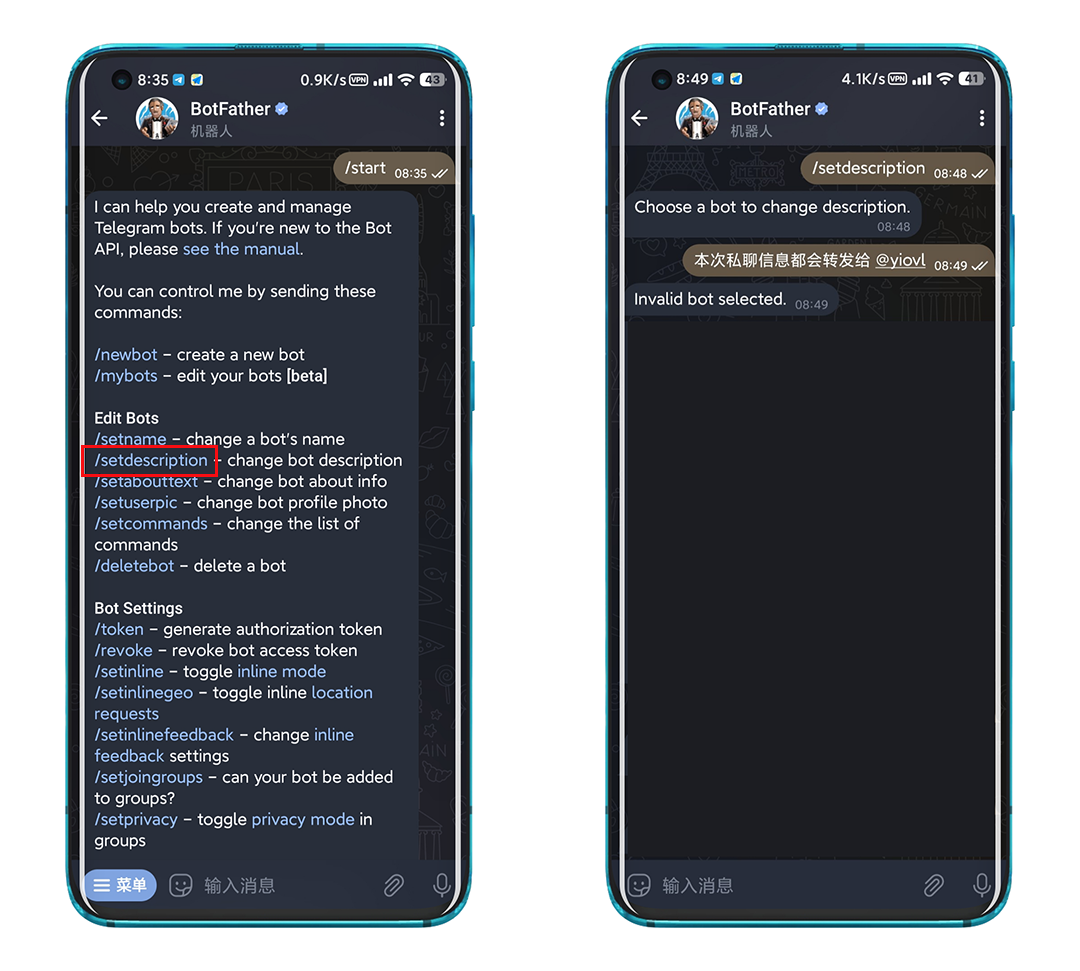 8:35
0.9K/s VPN 43
BotFather
机器人
PARIS
/start 08:35
I can help you create and manage
Telegram bots. If you're new to the Bot
API, please see the manual.
You can control me by sending these
commands:
/newbot – create a new bot
/mybots – edit your bots [beta]
Edit Bots
/setname – change a bot's name
/setdescription – change bot description
/setabouttext – change bot about info
/setuserpic – change bot profile photo
/setcommands – change the list of
commands
/deletebot – delete a bot
Bot Settings
/token – generate authorization token
/revoke – revoke bot access token
/setinline – toggle inline mode
/setinlinegeo – toggle inline location
requests
/setinlinefeedback – change inline
feedback settings
/setjoingroups – can your bot be added
to groups?
/setprivacy – toggle privacy mode in
groups
菜单
输入消息
8:49
4.1K/s VPN 41
BotFather
机器人
METRO
/setdescription 08:48
Choose a bot to change description.
08:48
本次私聊信息都会转发给 @yiovl 08:49
Invalid bot selected. 08:49
输入消息